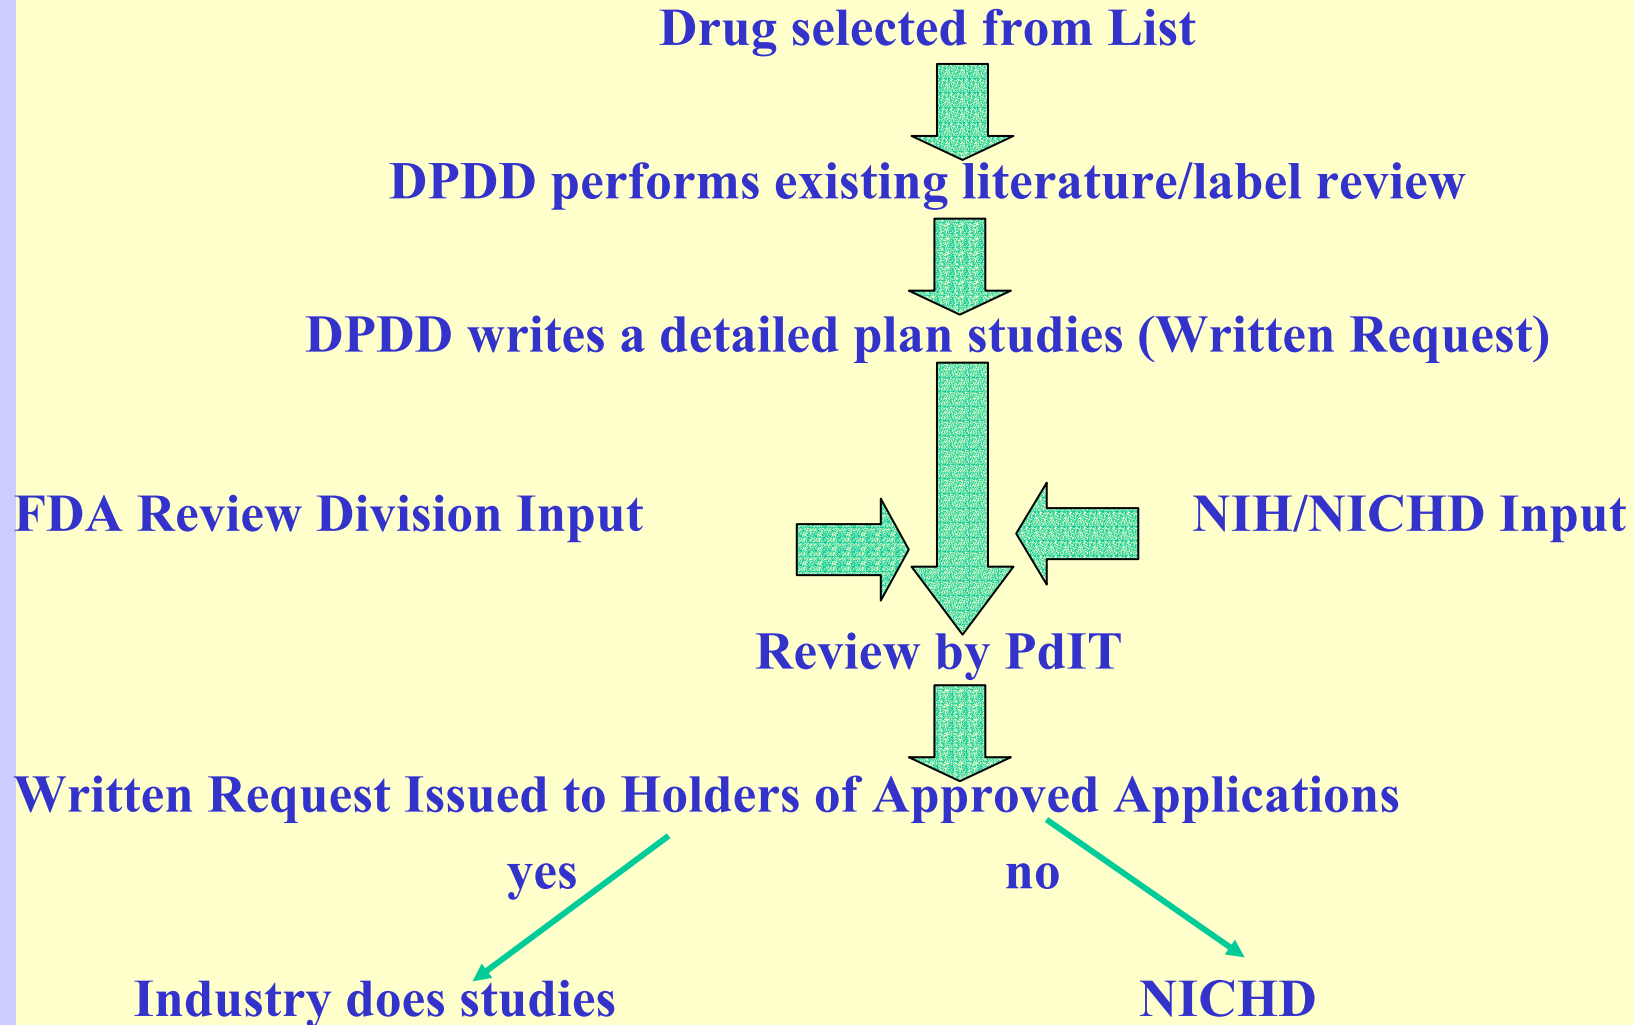 Drug selected from List
DPDD performs existing literature/label review
DPDD writes a detailed plan studies (Written Request)
FDA Review Division Input
NIH/NICHD Input
Review by PdIT
Written Request Issued to Holders of Approved Applications
yes
no
Industry does studies
NICHD